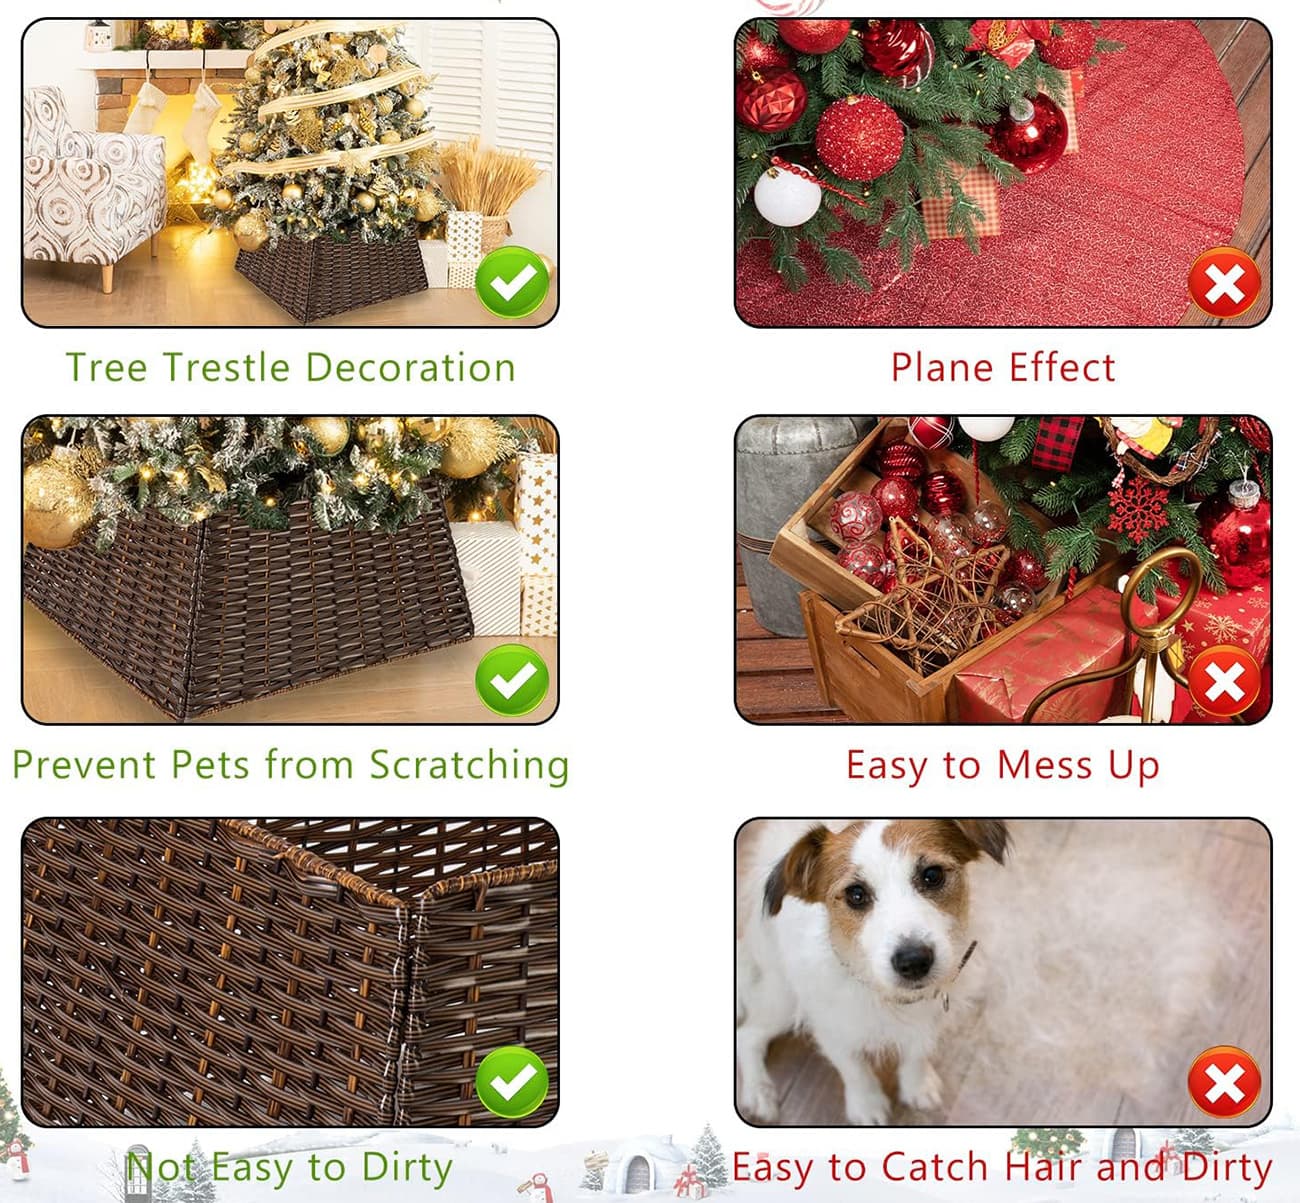 Tree Trestle Decoration
Plane Effect
Prevent Pets from Scratching
Easy to Mess Up
Not Easy to Dirty
Easy to Catch Hair and Dirty